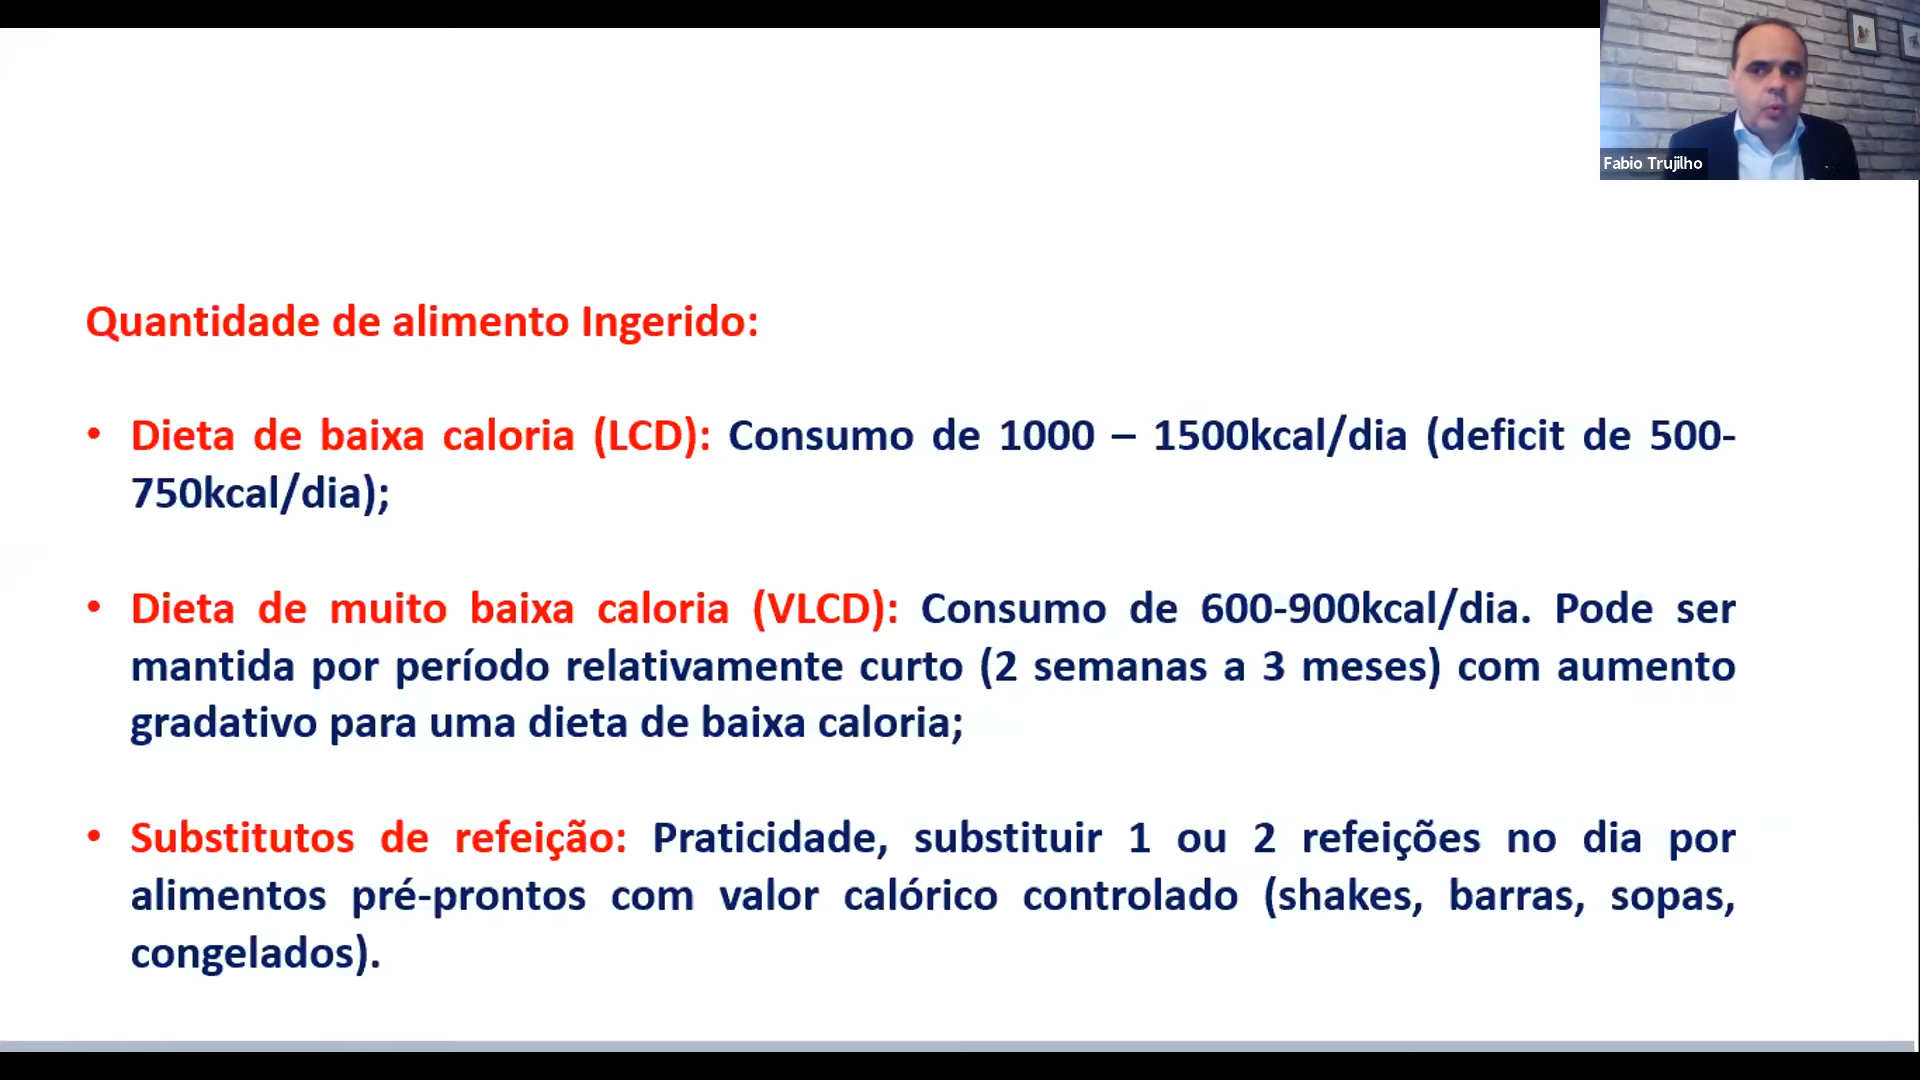 Fabio Trujilho
Quantidade de alimento Ingerido:
• Dieta de baixa caloria (LCD): Consumo de 1000 – 1500kcal/dia (deficit de 500-
750kcal/dia);
• Dieta de muito baixa caloria (VLCD): Consumo de 600-900kcal/dia. Pode ser
mantida por período relativamente curto (2 semanas a 3 meses) com aumento
gradativo para uma dieta de baixa caloria;
• Substitutos de refeição: Praticidade, substituir 1 ou 2 refeições no dia por
alimentos pré-prontos com valor calórico controlado (shakes, barras, sopas,
congelados).